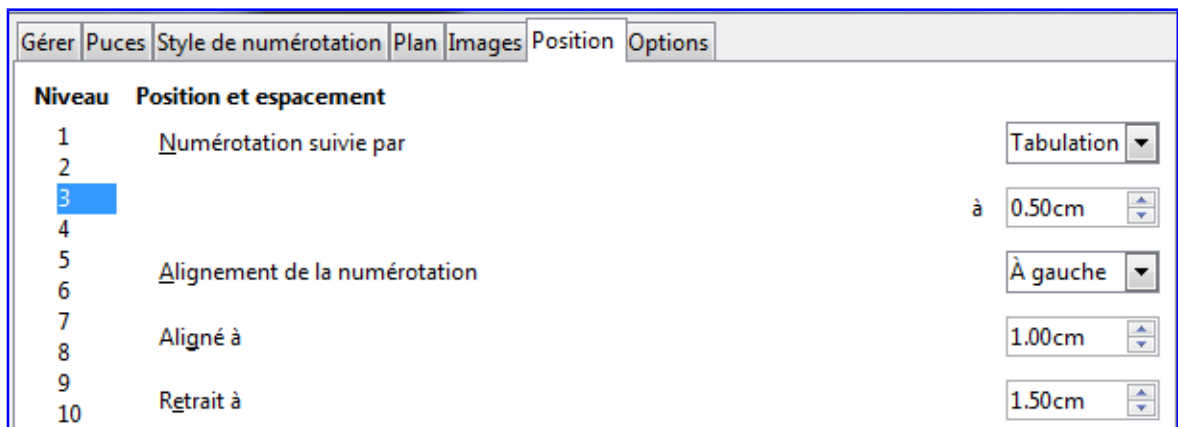 Gérer Puces Style de numérotation Plan Images Position Options
Niveau Position et espacement
1 Numérotation suivie par Tabulation
2
3 à 0.50cm
4
5 Alignement de la numérotation À gauche
6
7 Aligné à 1.00cm
8
9 Retrait à 1.50cm
10